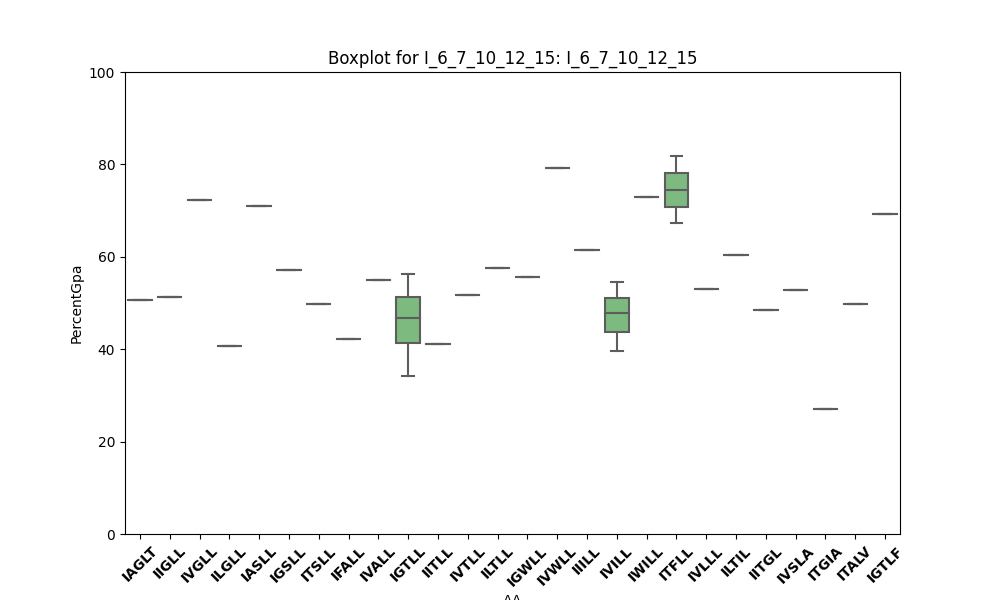 Boxplot for I_6_7_10_12_15: I_6_7_10_12_15
100
80
60
40
20
0
PercentGpa
IAGLT IIGLL IVGLL ILGLL IASLL IGSLL ITSLL IFALL IVALL IGTLL IITLL IVTLL ILTLL IGWLL IVWLL IIILL IVILL IWILL ITFLL IVLLL ILTIL IITGL IVSLA ITGIA ITALV IGTLF
AA